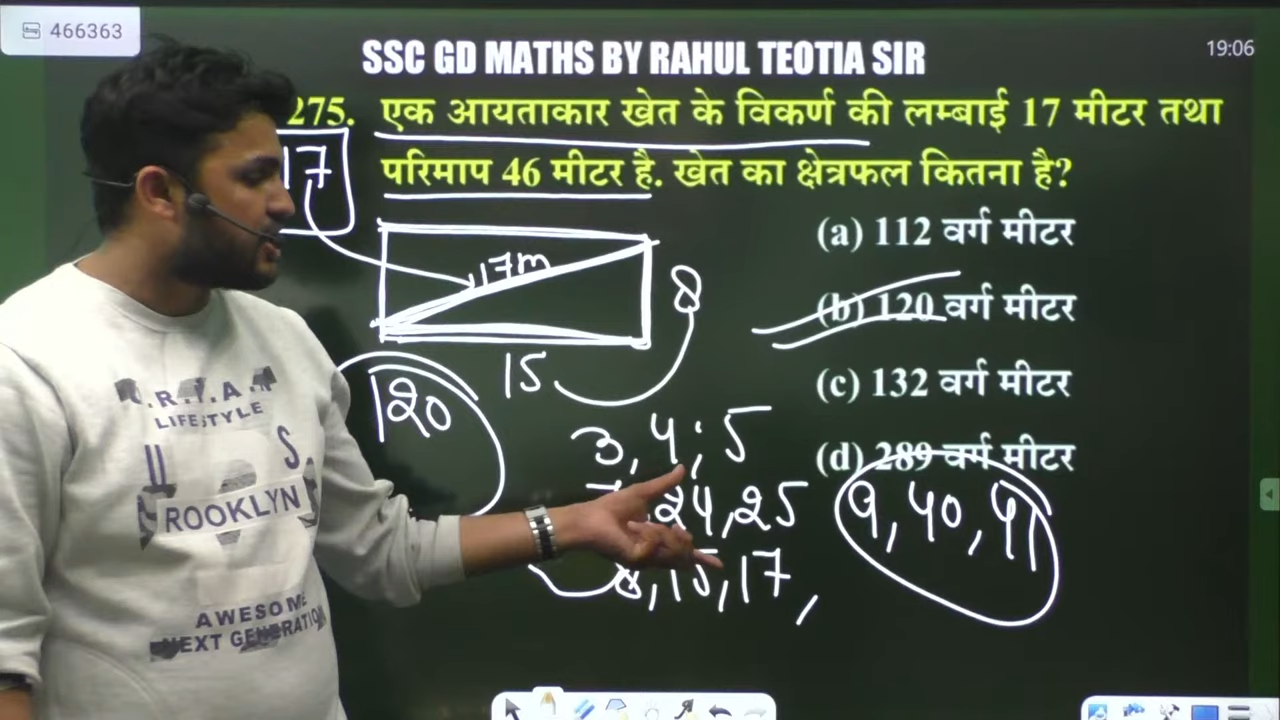 466363
SSC GD MATHS BY RAHUL TEOTIA SIR
19:06
275. एक आयताकार खेत के विकर्ण की लम्बाई 17 मीटर तथा
परिमाप 46 मीटर है. खेत का क्षेत्रफल कितना है?
17
(a) 112 वर्ग मीटर
(b) 120 वर्ग मीटर
(c) 132 वर्ग मीटर
(d) 289 वर्ग मीटर
17m
8
15
120
3, 4, 5
24, 25
8, 15, 17,
9, 40, 41
LIFESTYLE
ROOKLYN
AWESOME
NEXT GENERATION